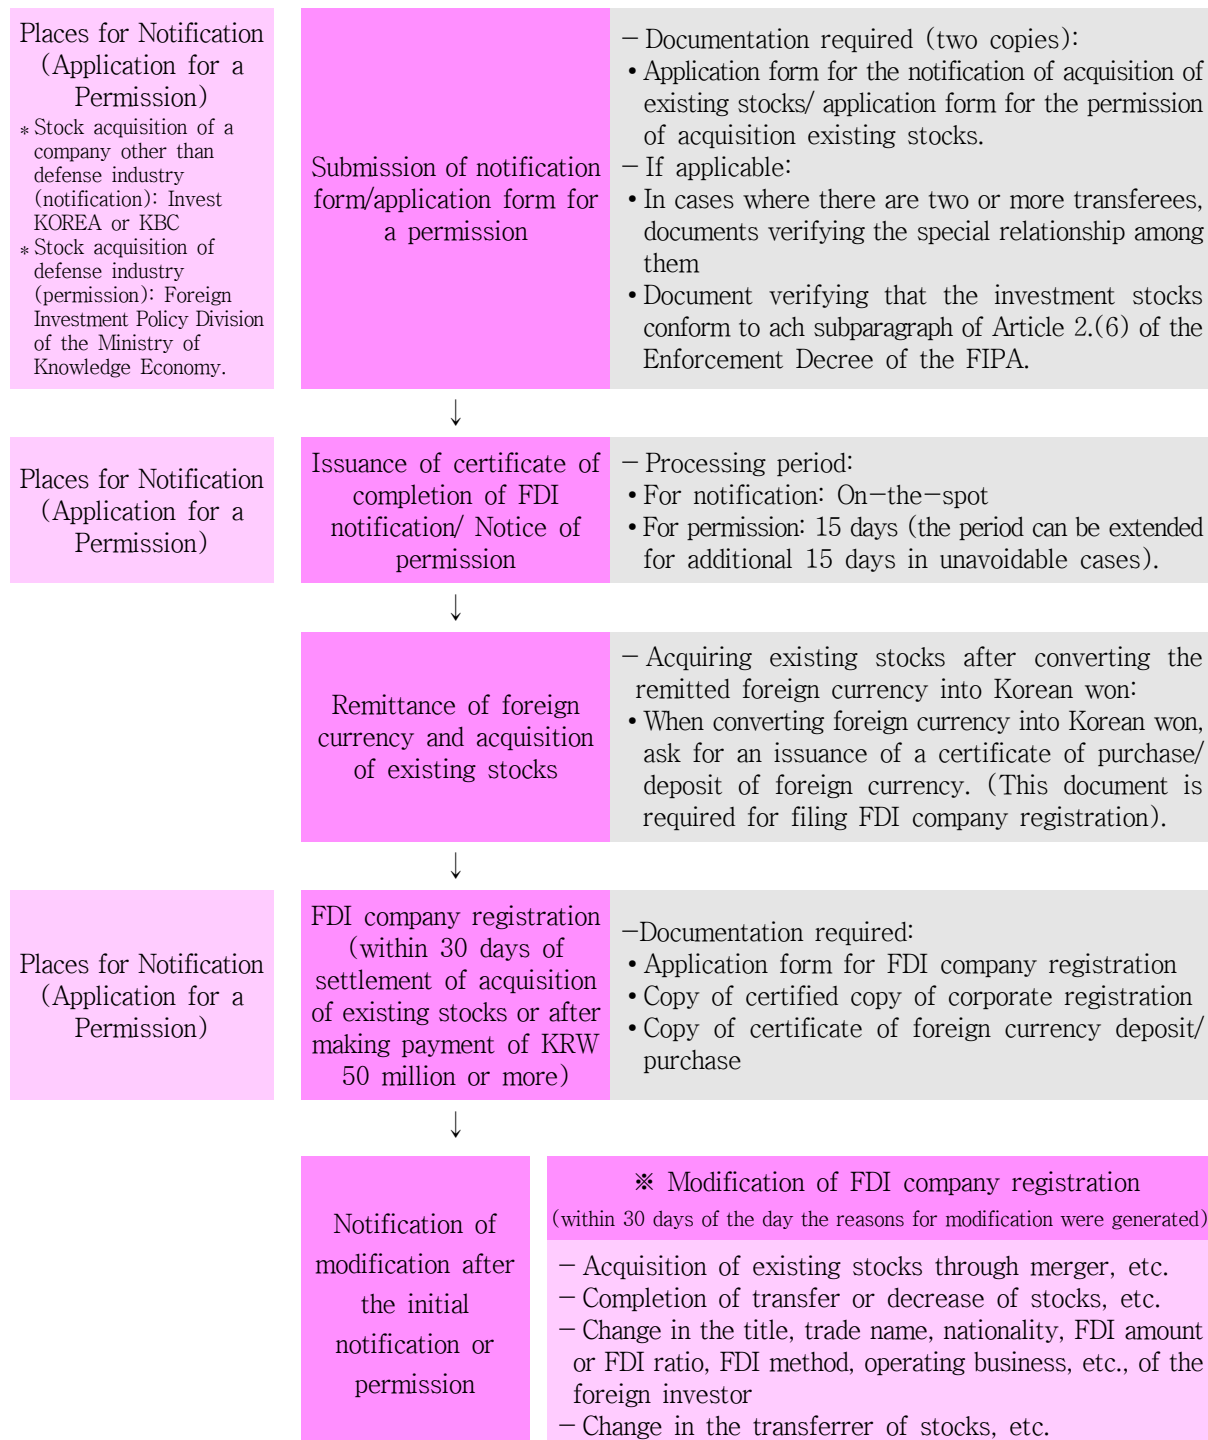 Places for Notification
(Application for a
Permission)
* Stock acquisition of a
company other than
defense industry
(notification): Invest
KOREA or KBC
* Stock acquisition of
defense industry
(permission): Foreign
Investment Policy Division
of the Ministry of
Knowledge Economy.
Submission of notification
form/application form for
a permission
- Documentation required (two copies):
• Application form for the notification of acquisition of
existing stocks/ application form for the permission
of acquisition existing stocks.
- If applicable:
• In cases where there are two or more transferees,
documents verifying the special relationship among
them
• Document verifying that the investment stocks
conform to ach subparagraph of Article 2.(6) of the
Enforcement Decree of the FIPA.
↓
Places for Notification
(Application for a
Permission)
Issuance of certificate of
completion of FDI
notification/ Notice of
permission
- Processing period:
• For notification: On-the-spot
• For permission: 15 days (the period can be extended
for additional 15 days in unavoidable cases).
↓
Remittance of foreign
currency and acquisition
of existing stocks
- Acquiring existing stocks after converting the
remitted foreign currency into Korean won:
• When converting foreign currency into Korean won,
ask for an issuance of a certificate of purchase/
deposit of foreign currency. (This document is
required for filing FDI company registration).
↓
Places for Notification
(Application for a
Permission)
FDI company registration
(within 30 days of
settlement of acquisition
of existing stocks or after
making payment of KRW
50 million or more)
-Documentation required:
• Application form for FDI company registration
• Copy of certified copy of corporate registration
• Copy of certificate of foreign currency deposit/
purchase
↓
Notification of
modification after
the initial
notification or
permission
※ Modification of FDI company registration
(within 30 days of the day the reasons for modification were generated)
- Acquisition of existing stocks through merger, etc.
- Completion of transfer or decrease of stocks, etc.
- Change in the title, trade name, nationality, FDI amount
or FDI ratio, FDI method, operating business, etc., of the
foreign investor
- Change in the transferrer of stocks, etc.